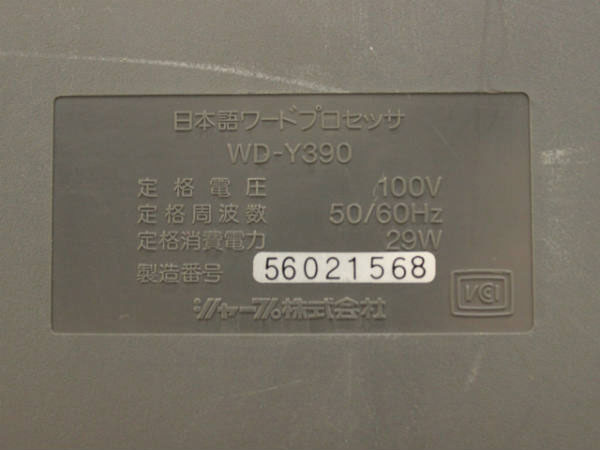 日本語ワードプロセッサ
WD-Y390
定格電圧 100V
定格周波数 50/60Hz
定格消費電力 29W
製造番号 56021568
シャープ株式会社
VCI